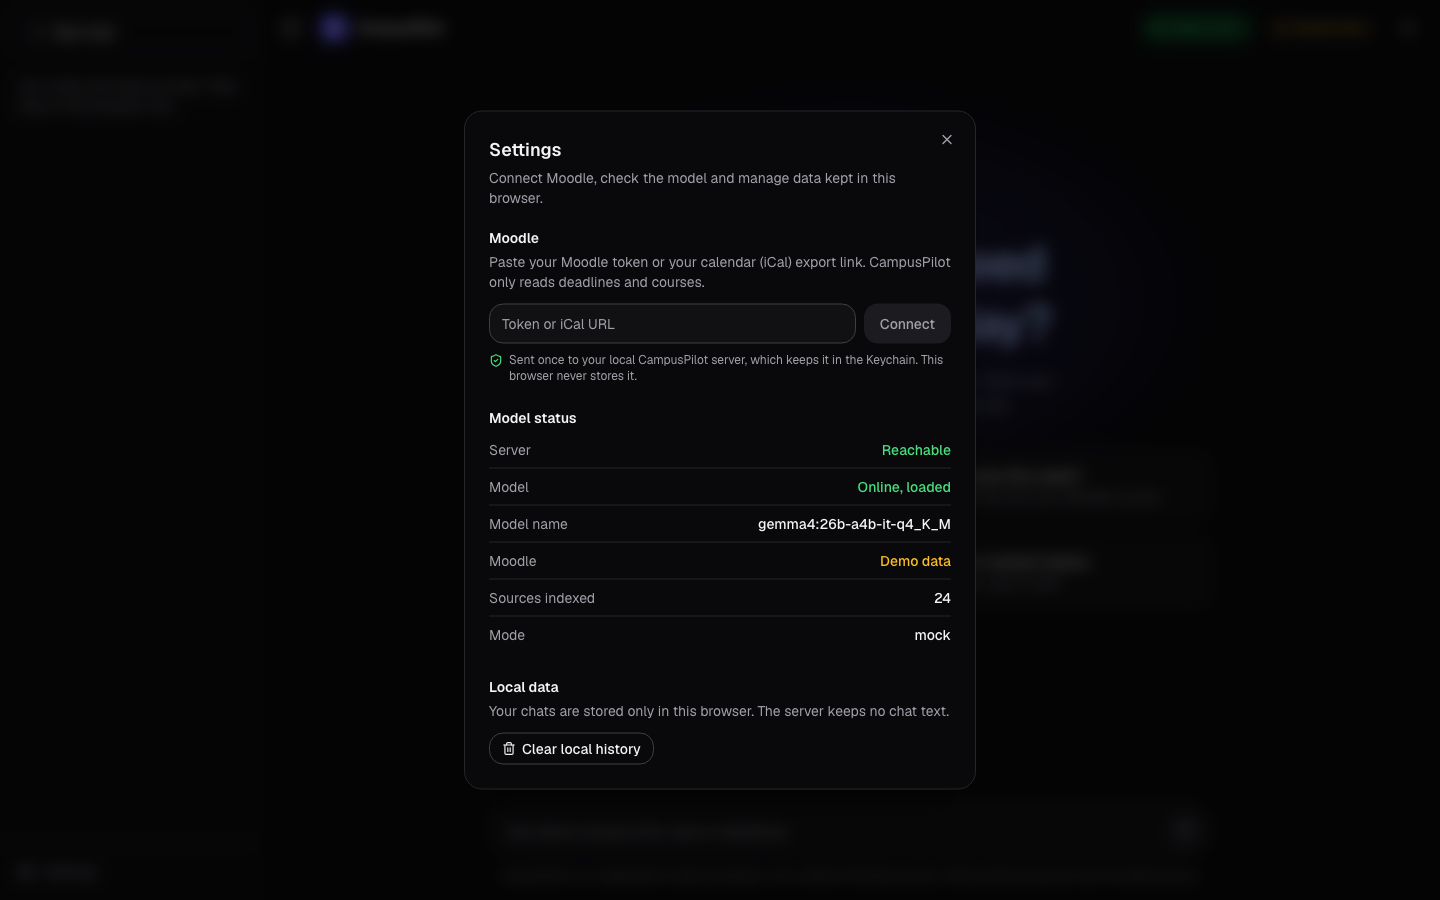 Settings
Connect Moodle, check the model and manage data kept in this
browser.
Moodle
Paste your Moodle token or your calendar (iCal) export link. CampusPilot
only reads deadlines and courses.
Token or iCal URL
Connect
Sent once to your local CampusPilot server, which keeps it in the Keychain. This
browser never stores it.
Model status
Server Reachable
Model Online, loaded
Model name gemma4:26b-a4b-it-q4_K_M
Moodle Demo data
Sources indexed 24
Mode mock
Local data
Your chats are stored only in this browser. The server keeps no chat text.
Clear local history